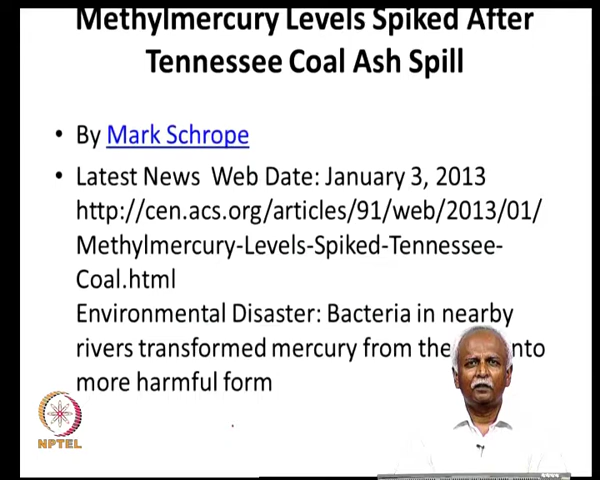 Methylmercury Levels Spiked After
Tennessee Coal Ash Spill
• By Mark Schrope
• Latest News Web Date: January 3, 2013
http://cen.acs.org/articles/91/web/2013/01/
Methylmercury-Levels-Spiked-Tennessee-
Coal.html
Environmental Disaster: Bacteria in nearby
rivers transformed mercury from the nto
more harmful form
NPTEL